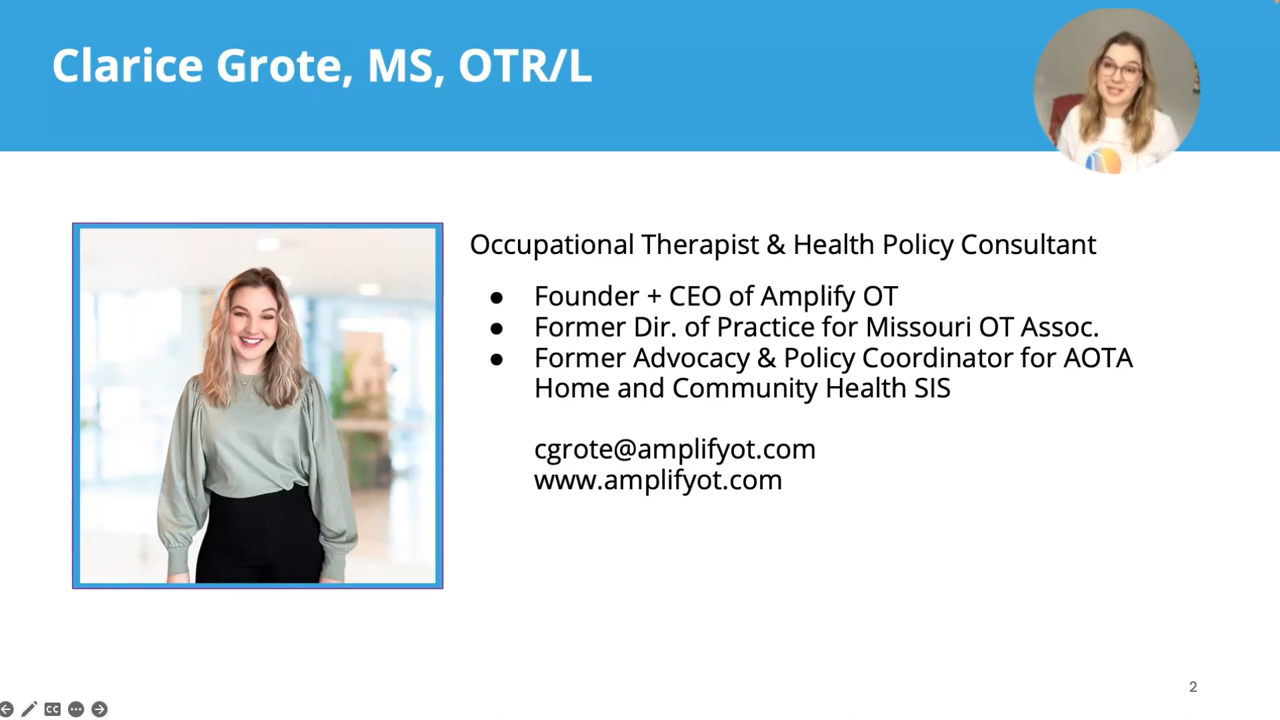 Clarice Grote, MS, OTR/L
Occupational Therapist & Health Policy Consultant
● Founder + CEO of Amplify OT
● Former Dir. of Practice for Missouri OT Assoc.
● Former Advocacy & Policy Coordinator for AOTA
Home and Community Health SIS
cgrote@amplifyot.com
www.amplifyot.com
2
CC